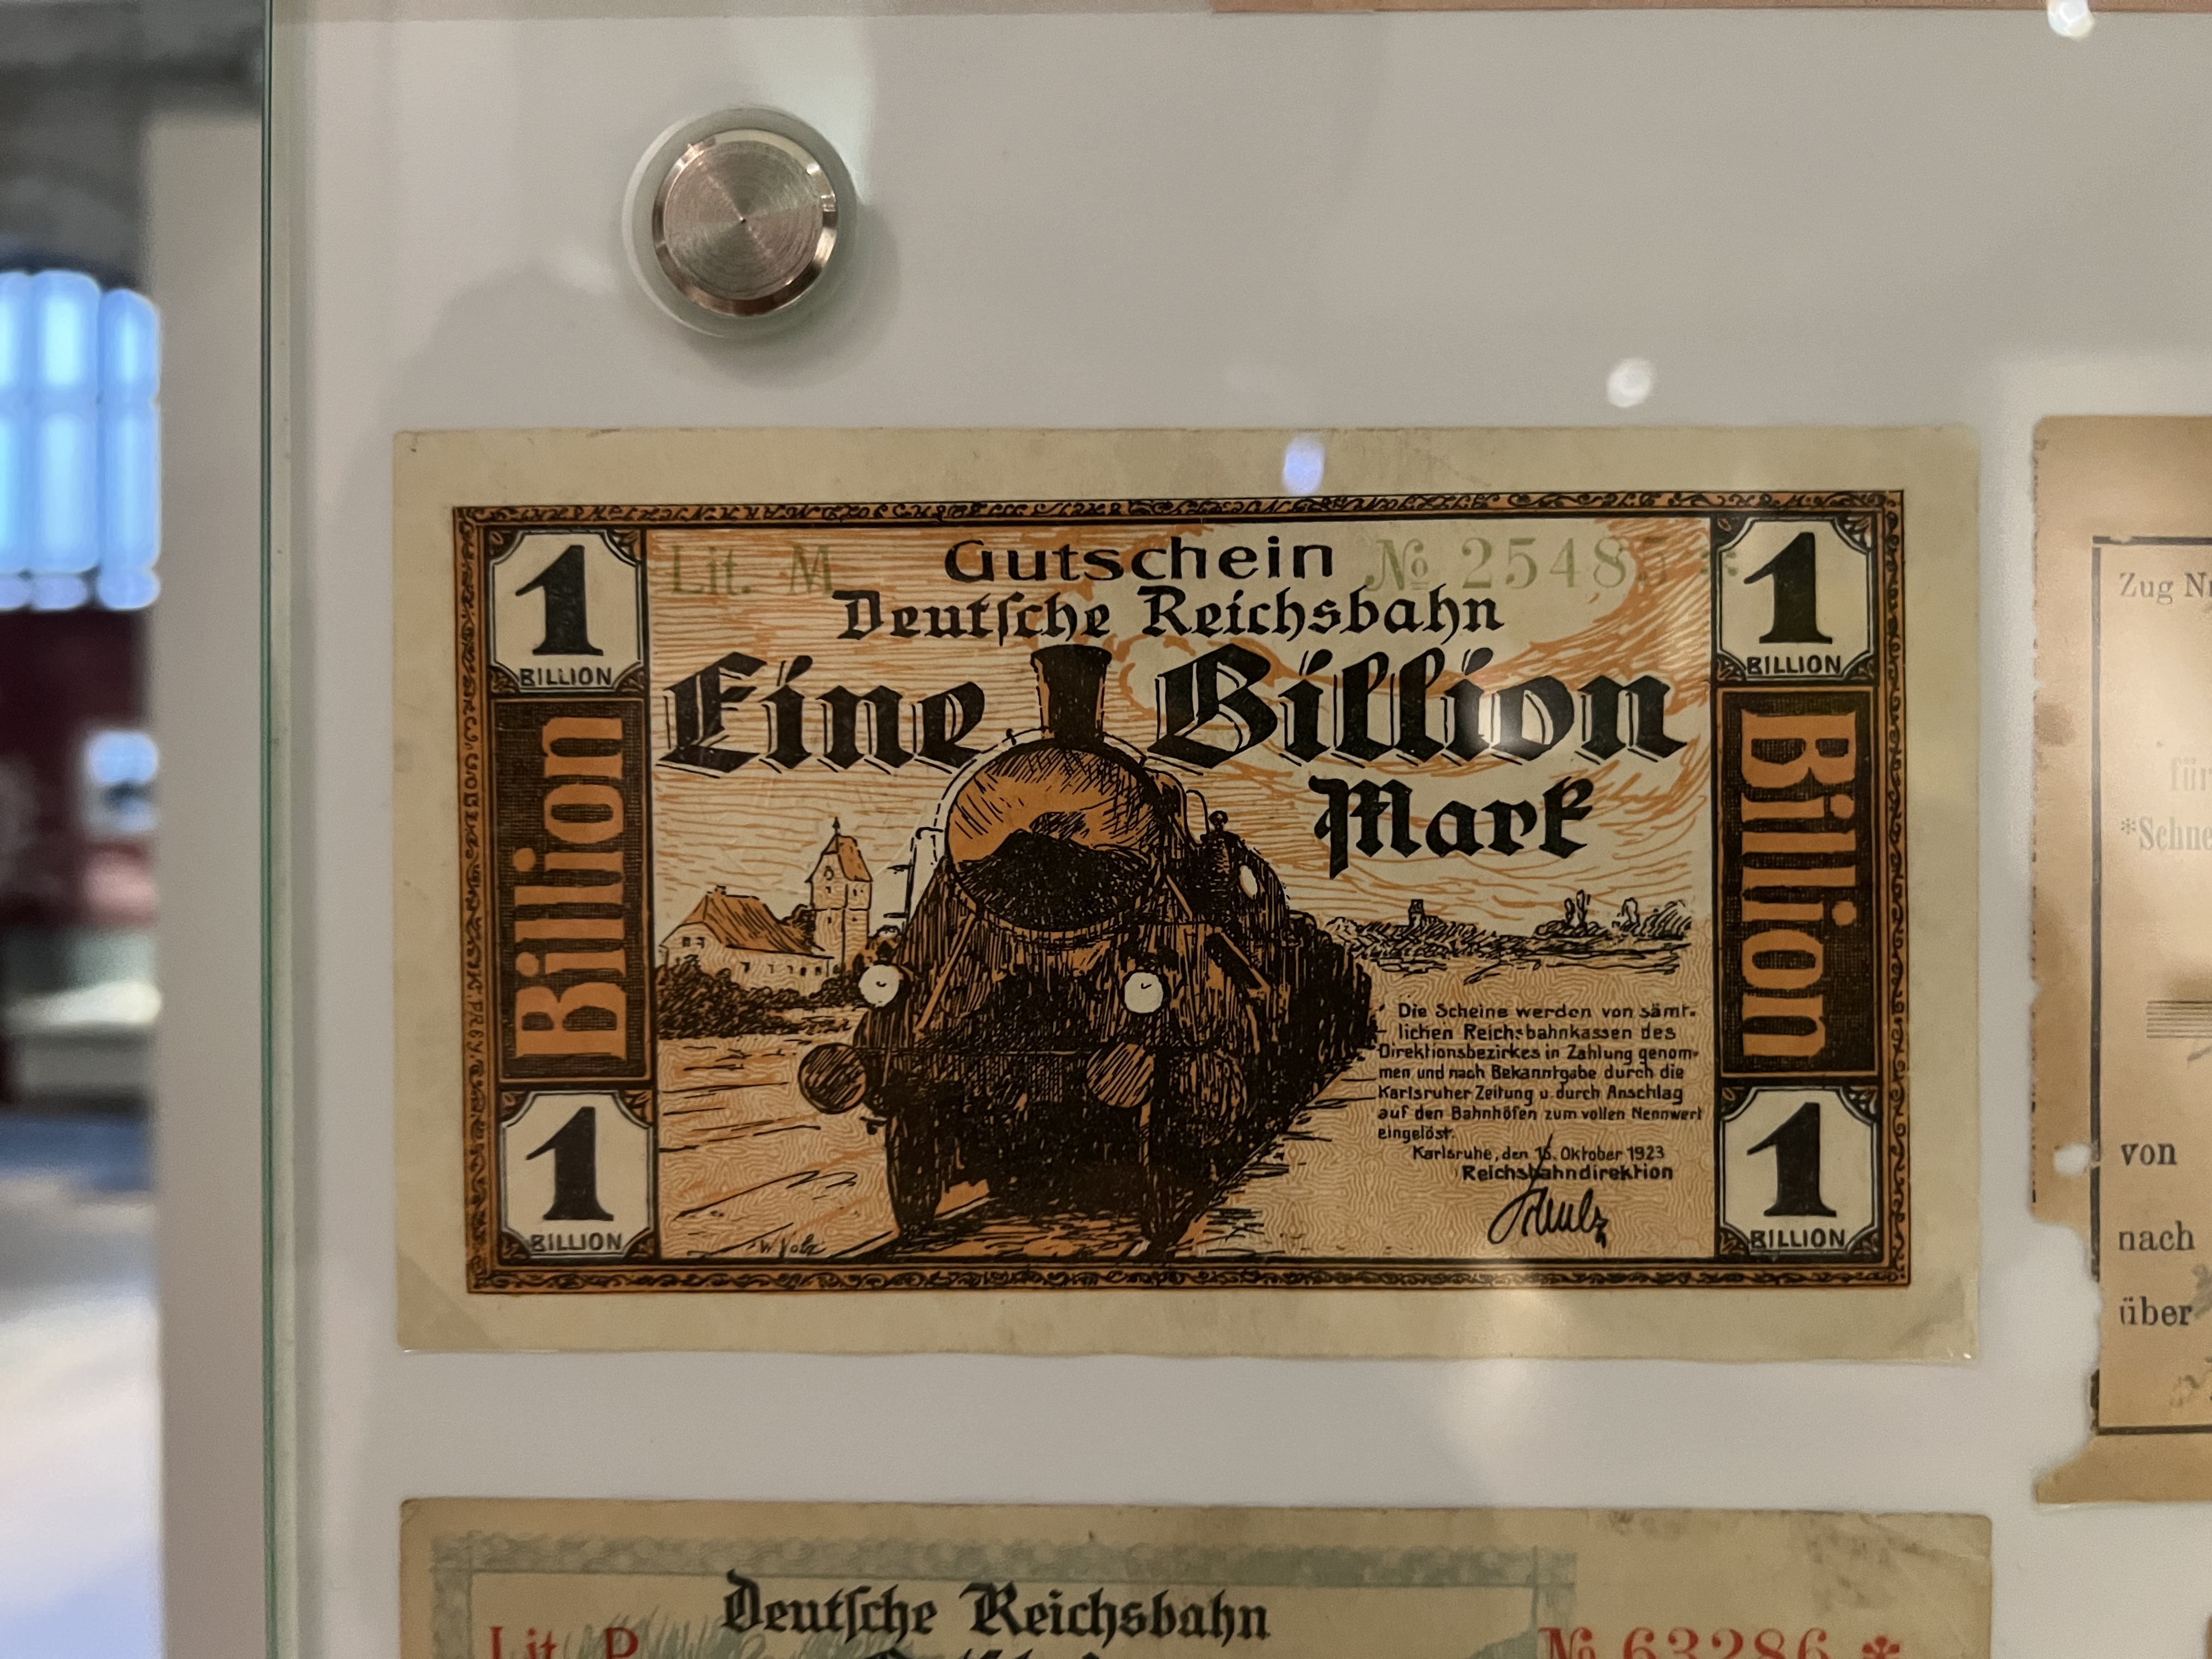 1
BILLION
Billion
1
BILLION
Lit. M
Gutschein
№ 25485*
Deutsche Reichsbahn
Eine Billion
Mark
Die Scheine werden von sämt-
lichen Reichsbahnkassen des
Direktionsbezirkes in Zahlung genom-
men und nach Bekanntgabe durch die
Karlsruher Zeitung u. durch Anschlag
auf den Bahnhöfen zum vollen Nennwert
eingelöst.
Karlsruhe, den 15. Oktober 1923
Reichsbahndirektion
1
BILLION
Billion
1
BILLION
Zug
für
*Schne
von
nach
über
Deutsche Reichsbahn
Lit. P
№ 63286 *